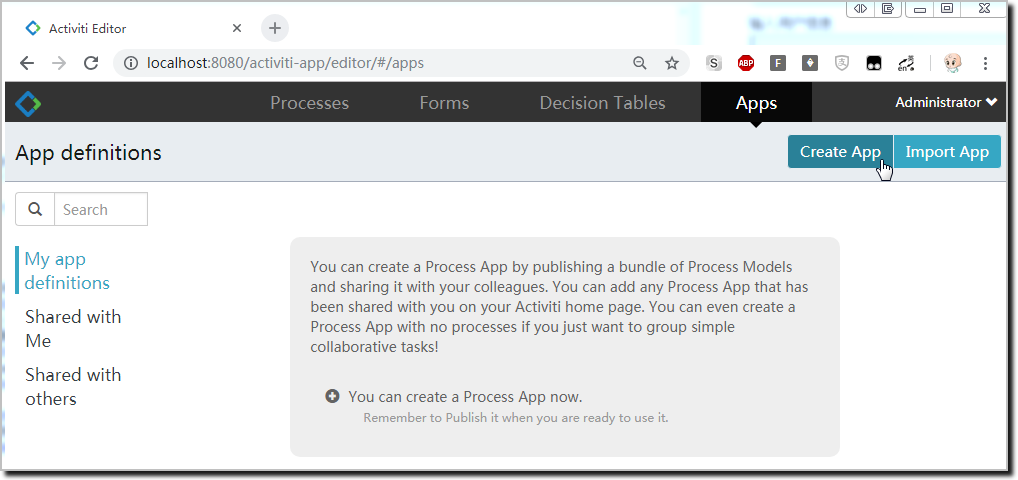 Activiti Editor
localhost:8080/activiti-app/editor/#/apps
S ABP F en
Processes Forms Decision Tables Apps Administrator
App definitions Create App Import App
Search
My app
definitions
Shared with
Me
Shared with
others
You can create a Process App by publishing a bundle of Process Models
and sharing it with your colleagues. You can add any Process App that has
been shared with you on your Activiti home page. You can even create a
Process App with no processes if you just want to group simple
collaborative tasks!
You can create a Process App now.
Remember to Publish it when you are ready to use it.